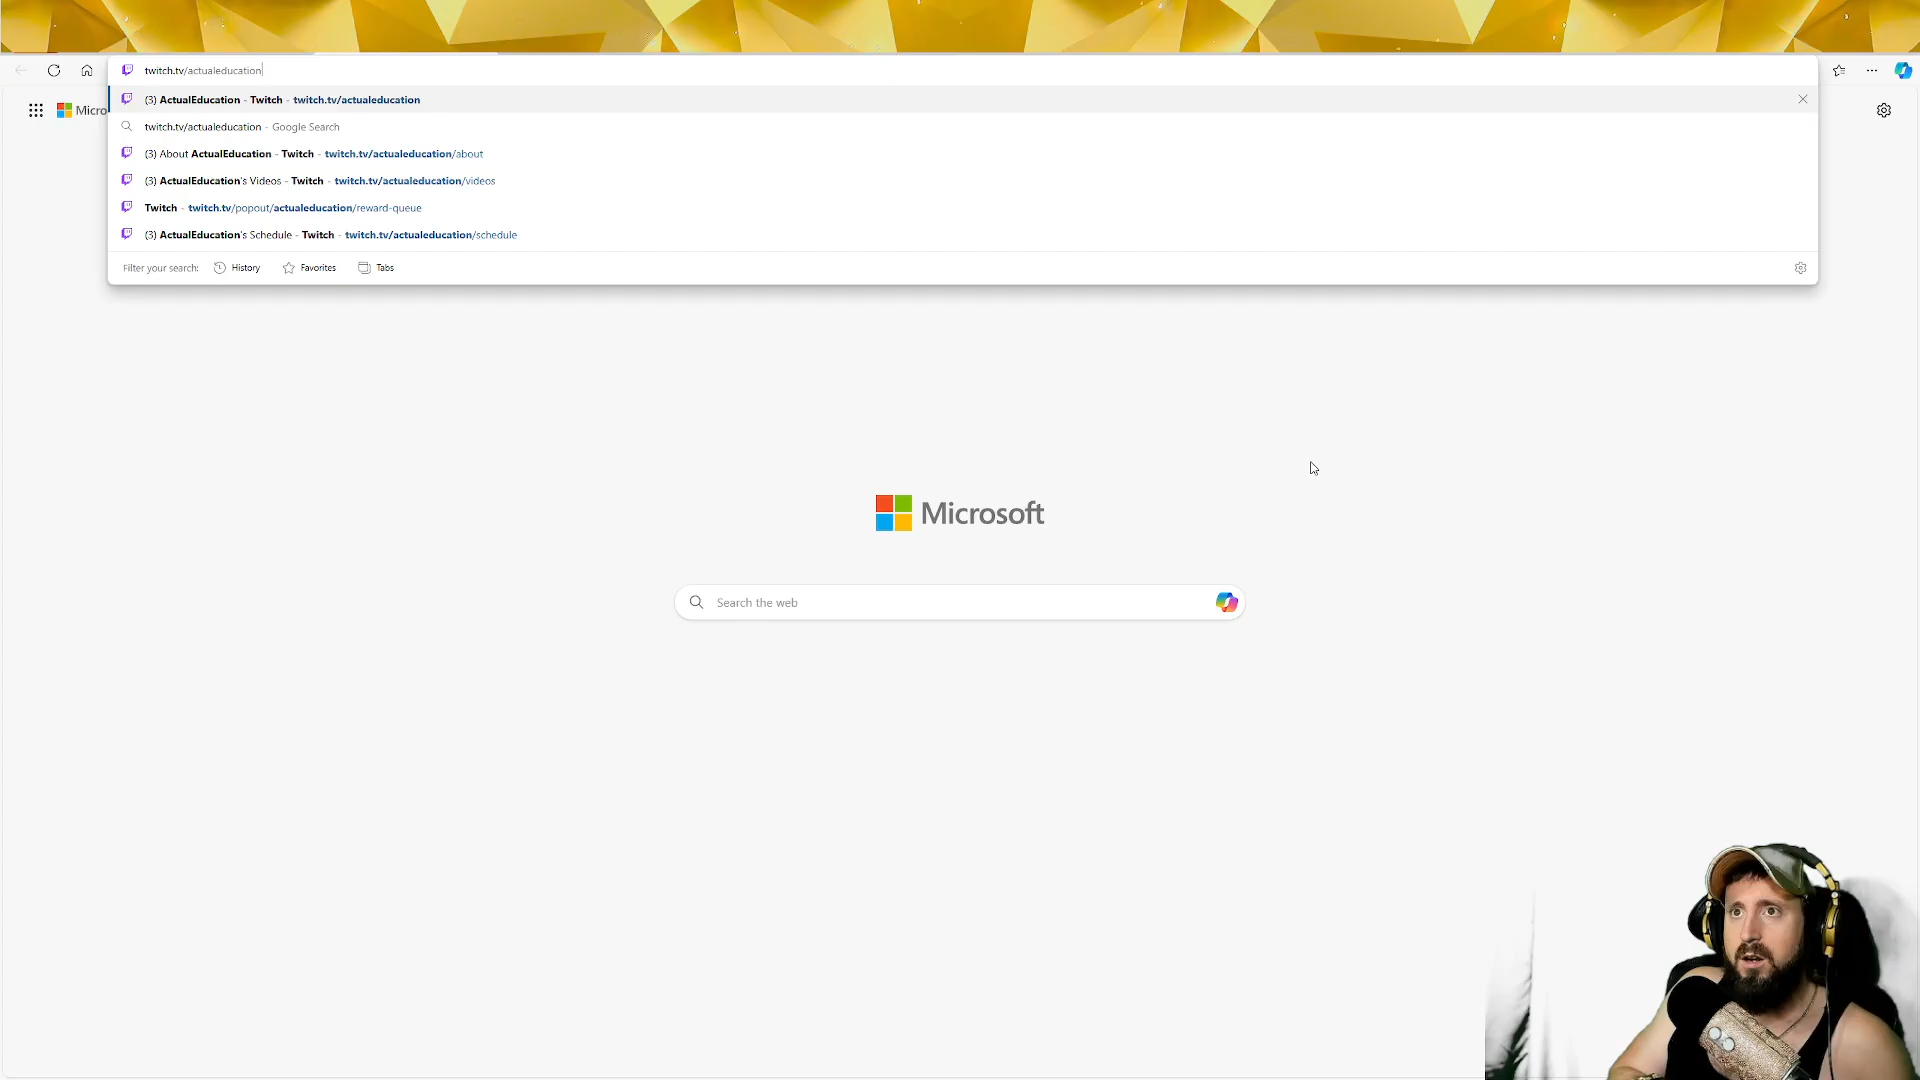 twitch.tv/actualeducation
(3) ActualEducation - Twitch - twitch.tv/actualeducation
twitch.tv/actualeducation - Google Search
(3) About ActualEducation - Twitch - twitch.tv/actualeducation/about
(3) ActualEducation's Videos - Twitch - twitch.tv/actualeducation/videos
Twitch - twitch.tv/popout/actualeducation/reward-queue
(3) ActualEducation's Schedule - Twitch - twitch.tv/actualeducation/schedule
Filter your search: History Favorites Tabs
Micro
Microsoft
Search the web